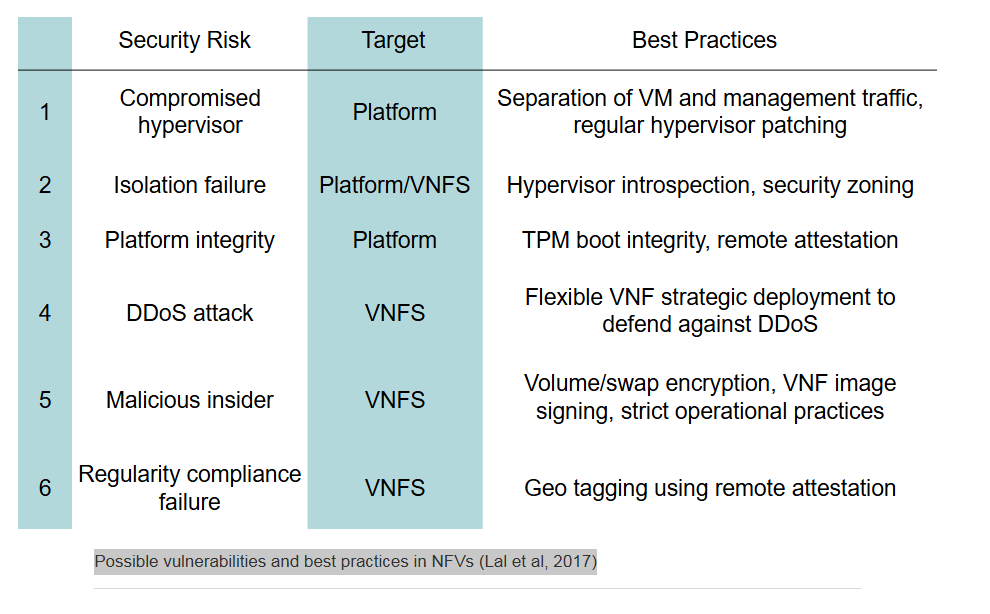 Security Risk Target Best Practices
1 Compromised hypervisor Platform Separation of VM and management traffic, regular hypervisor patching
2 Isolation failure Platform/VNFS Hypervisor introspection, security zoning
3 Platform integrity Platform TPM boot integrity, remote attestation
4 DDoS attack VNFS Flexible VNF strategic deployment to defend against DDoS
5 Malicious insider VNFS Volume/swap encryption, VNF image signing, strict operational practices
6 Regularity compliance failure VNFS Geo tagging using remote attestation
Possible vulnerabilities and best practices in NFVs (Lal et al, 2017)